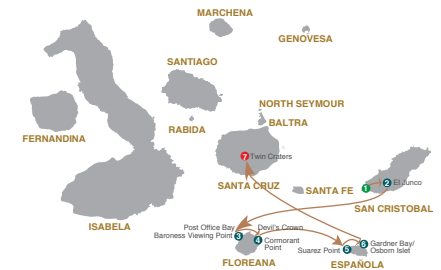 MARCHENA
GENOVESA
SANTIAGO
NORTH SEYMOUR
BALTRA
RABIDA
FERNANDINA
7 Twin Craters
SANTA CRUZ
SANTA FE
1
2 El Junco
SAN CRISTOBAL
ISABELA
Post Office Bay
Baroness Viewing Point 3
Devil's Crown
4 Cormorant
Point
FLOREANA
Suarez Point 5
6 Gardner Bay/
Osborn Islet
ESPAÑOLA